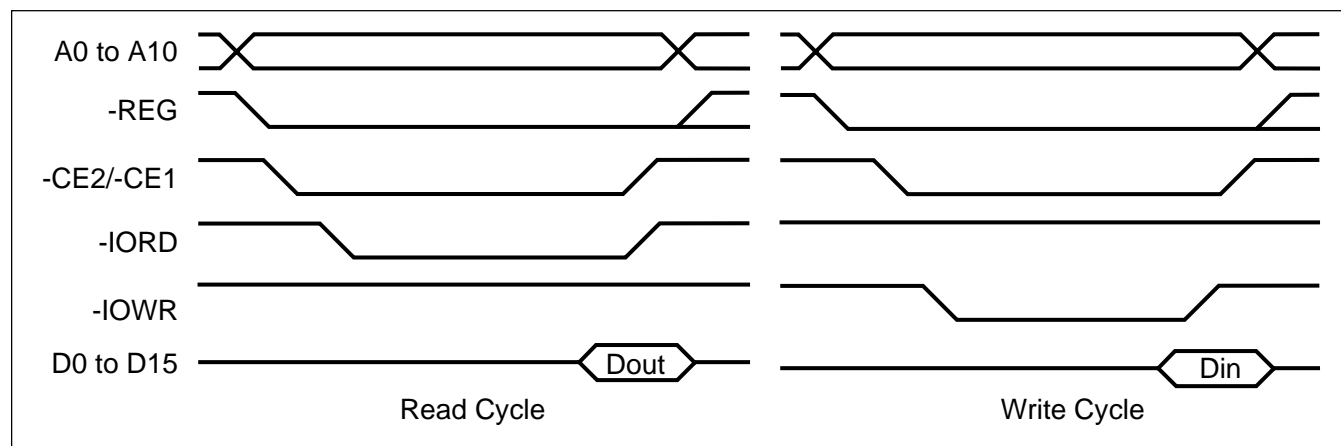 A0 to A10
-REG
-CE2/-CE1
-IORD
-IOWR
D0 to D15
Dout
Din
Read Cycle
Write Cycle